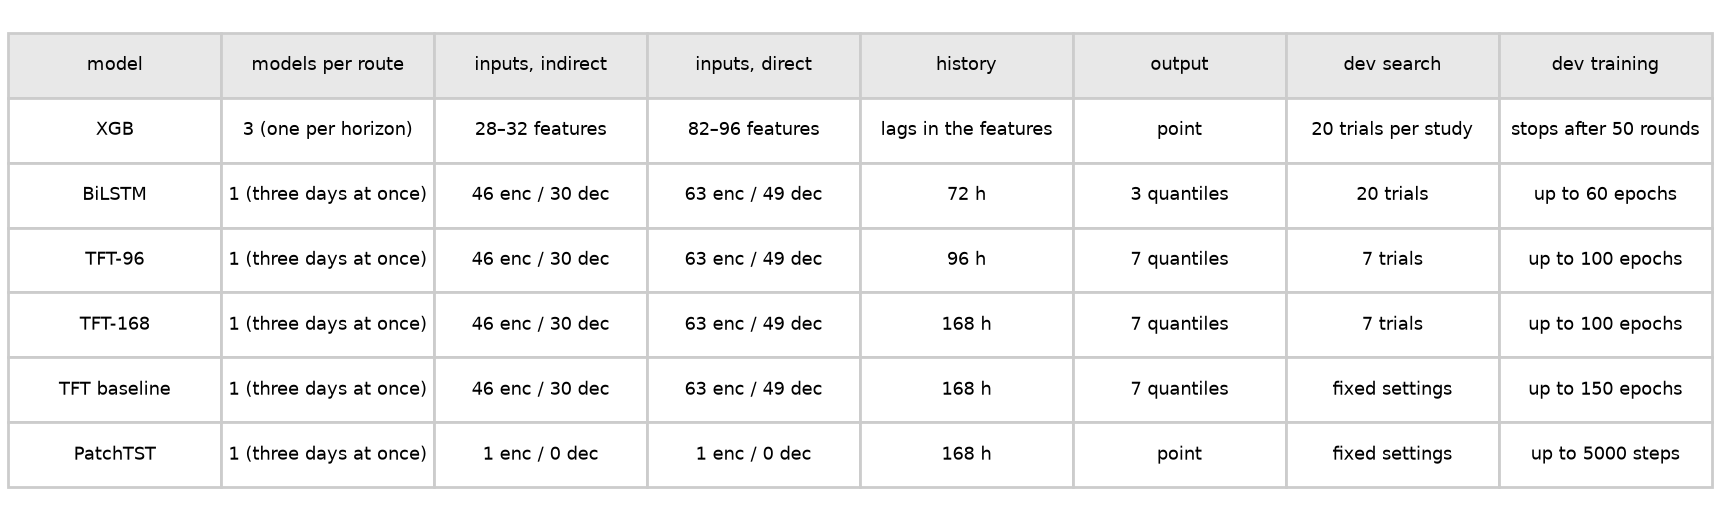 model models per route inputs, indirect inputs, direct history output dev search dev training
XGB 3 (one per horizon) 28–32 features 82–96 features lags in the features point 20 trials per study stops after 50 rounds
BiLSTM 1 (three days at once) 46 enc / 30 dec 63 enc / 49 dec 72 h 3 quantiles 20 trials up to 60 epochs
TFT-96 1 (three days at once) 46 enc / 30 dec 63 enc / 49 dec 96 h 7 quantiles 7 trials up to 100 epochs
TFT-168 1 (three days at once) 46 enc / 30 dec 63 enc / 49 dec 168 h 7 quantiles 7 trials up to 100 epochs
TFT baseline 1 (three days at once) 46 enc / 30 dec 63 enc / 49 dec 168 h 7 quantiles fixed settings up to 150 epochs
PatchTST 1 (three days at once) 1 enc / 0 dec 1 enc / 0 dec 168 h point fixed settings up to 5000 steps